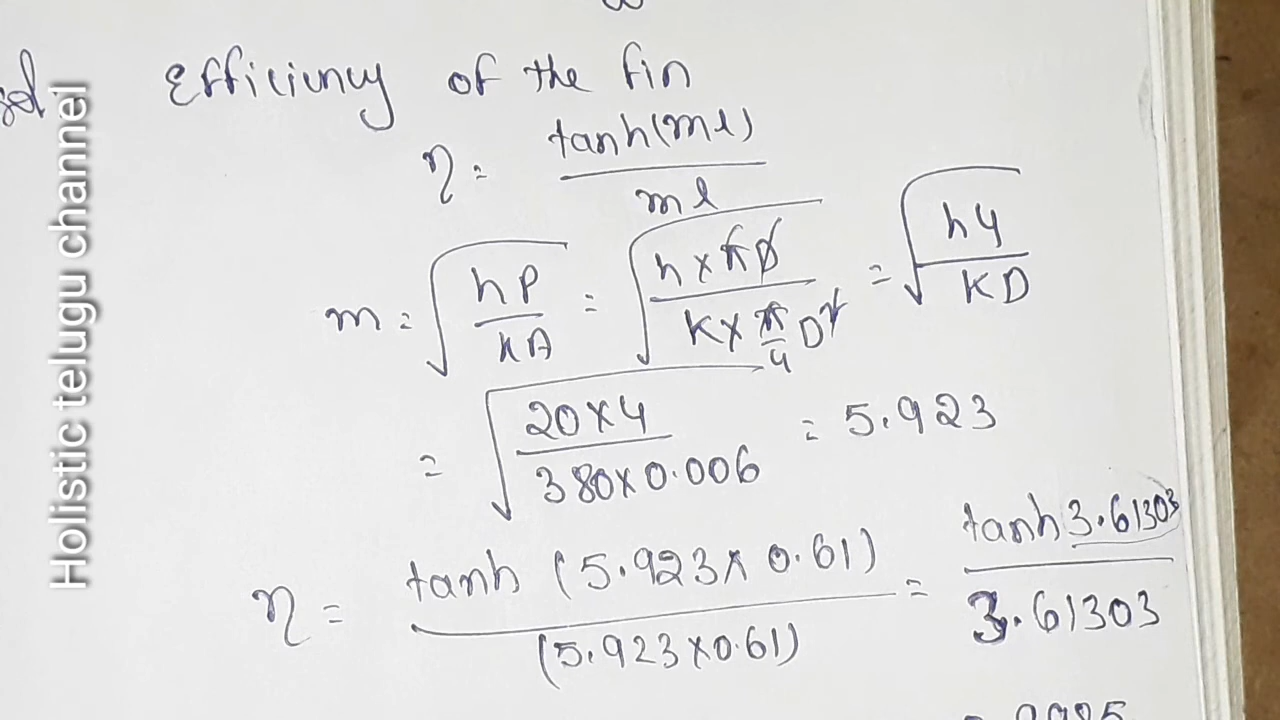 sol.
Efficiency of the fin
η = tanh(ml) / ml
m = √(hP / kA) = √(h × πD / K × π/4 D²) = √(h4 / KD)
= √(20×4 / 380×0.006) = 5.923
η = tanh (5.923 × 0.61) / (5.923×0.61) = tanh 3.61303 / 3.61303
Holistic telugu channel